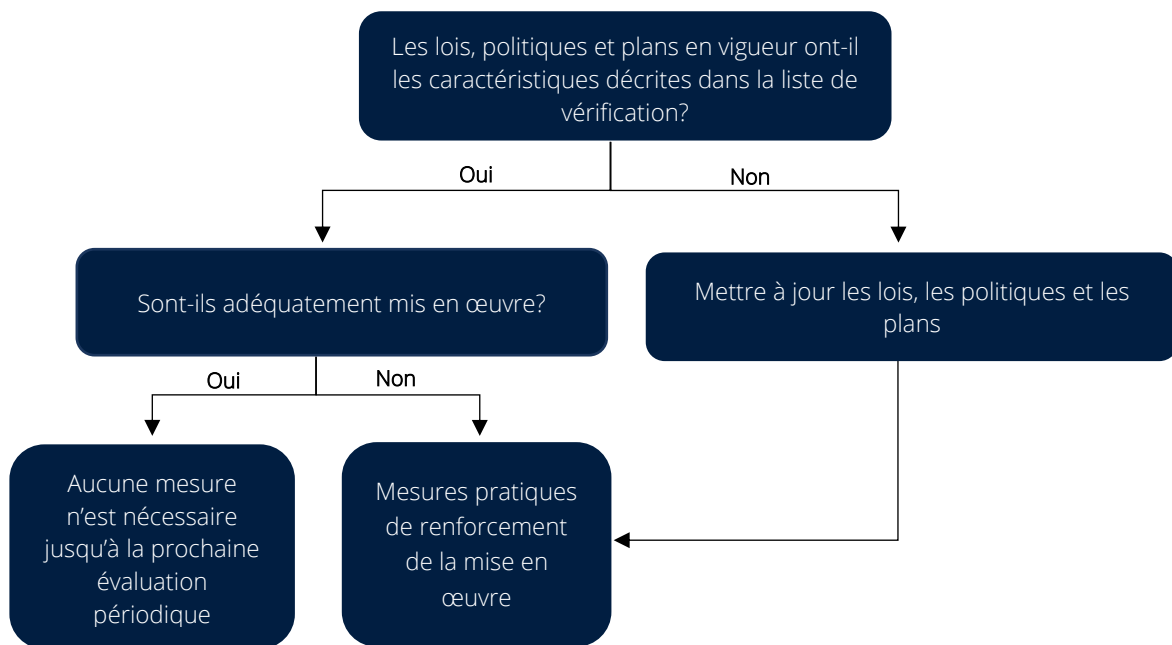 Les lois, politiques et plans en vigueur ont-il
les caractéristiques décrites dans la liste de
vérification?
Oui
Non
Sont-ils adéquatement mis en œuvre?
Mettre à jour les lois, les politiques et les
plans
Oui
Non
Aucune mesure
n’est nécessaire
jusqu’à la prochaine
évaluation
périodique
Mesures pratiques
de renforcement
de la mise en
œuvre